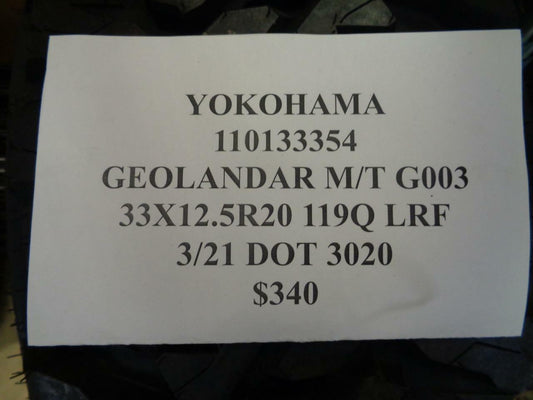 YOKOHAMA
110133354
GEOLANDAR M/T G003
33X12.5R20 119Q LRF
3/21 DOT 3020
$340